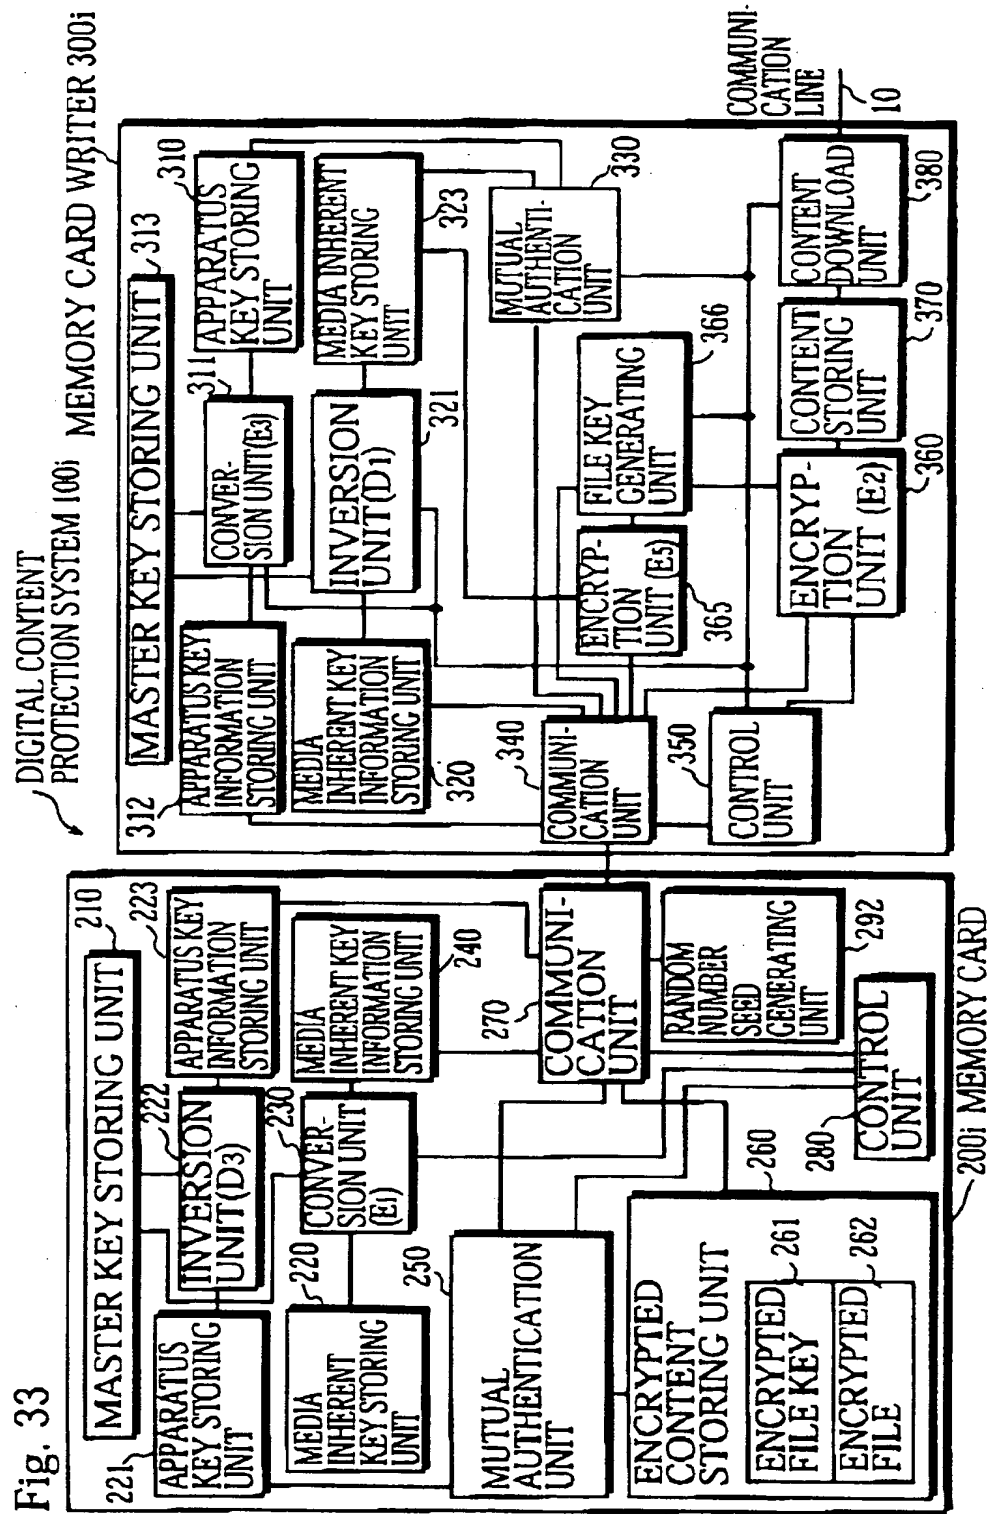 Fig. 33
DIGITAL CONTENT
PROTECTION SYSTEM 100i
MEMORY CARD WRITER 300i
MASTER KEY STORING UNIT
210
221
APPARATUS
KEY STORING
UNIT
222
INVERSION
UNIT(D3)
223
APPARATUS KEY
INFORMATION
STORING UNIT
220
MEDIA
INHERENT
KEY STORING
UNIT
230
CONVER-
SION UNIT
(E1)
MEDIA
INHERENT KEY
INFORMATION
STORING UNIT
240
250
MUTUAL
AUTHENTICATION
UNIT
270
COMMUNI-
CATION
UNIT
RANDOM
NUMBER
SEED
GENERATING
UNIT
292
260
ENCRYPTED
CONTENT
STORING UNIT
ENCRYPTED
FILE KEY
261
ENCRYPTED
FILE
262
280
CONTROL
UNIT
200i MEMORY CARD
MASTER KEY STORING UNIT
313
312
APPARATUS KEY
INFORMATION
STORING UNIT
311
CONVER-
SION UNIT(E3)
310
APPARATUS
KEY STORING
UNIT
MEDIA
INHERENT KEY
INFORMATION
STORING UNIT
320
INVERSION
UNIT(D1)
321
MEDIA INHERENT
KEY STORING
UNIT
323
340
COMMUNI-
CATION
UNIT
MUTUAL
AUTHENTI-
CATION
UNIT
330
ENCRYP-
TION
UNIT (E5)
365
FILE KEY
GENERATING
UNIT
366
350
CONTROL
UNIT
ENCRYP-
TION
UNIT (E2)
360
CONTENT
STORING
UNIT
370
CONTENT
DOWNLOAD
UNIT
380
COMMUNI-
CATION
LINE
10